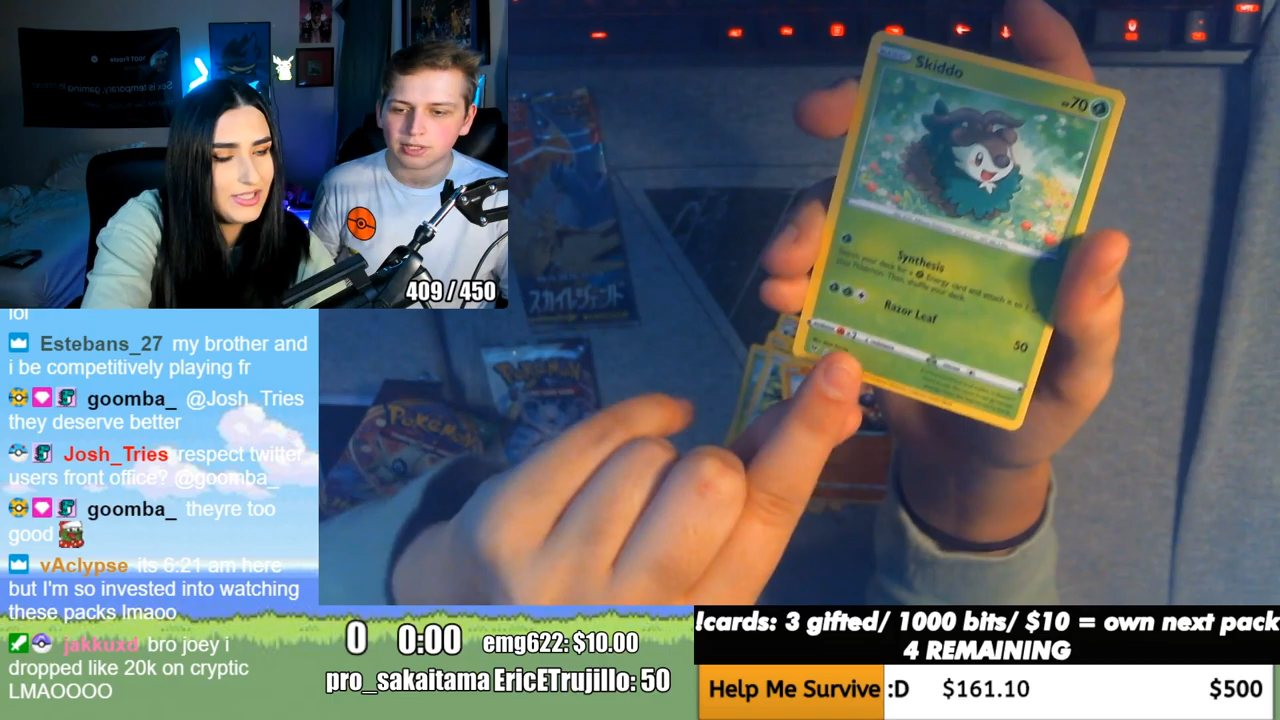 BASIC
Skiddo
70
Synthesis
Razor Leaf
50
スカイレジェンド
Pokémon
Pokémon
409 / 450
lol
Estebans_27 my brother and
i be competitively playing fr
goomba_ @Josh_Tries
they deserve better
Josh_Tries respect twitter
users front office? @goomba_
goomba_ theyre too
good
vAclypse its 6:21 am here
but I'm so invested into watching
these packs lmaoo
jakkuxd bro joey i
dropped like 20k on cryptic
LMAOOOO
0 0:00 emg622: $10.00
pro_sakaitama EricETrujillo: 50
!cards: 3 gifted/ 1000 bits/ $10 = own next pack
4 REMAINING
Help Me Survive :D $161.10 $500